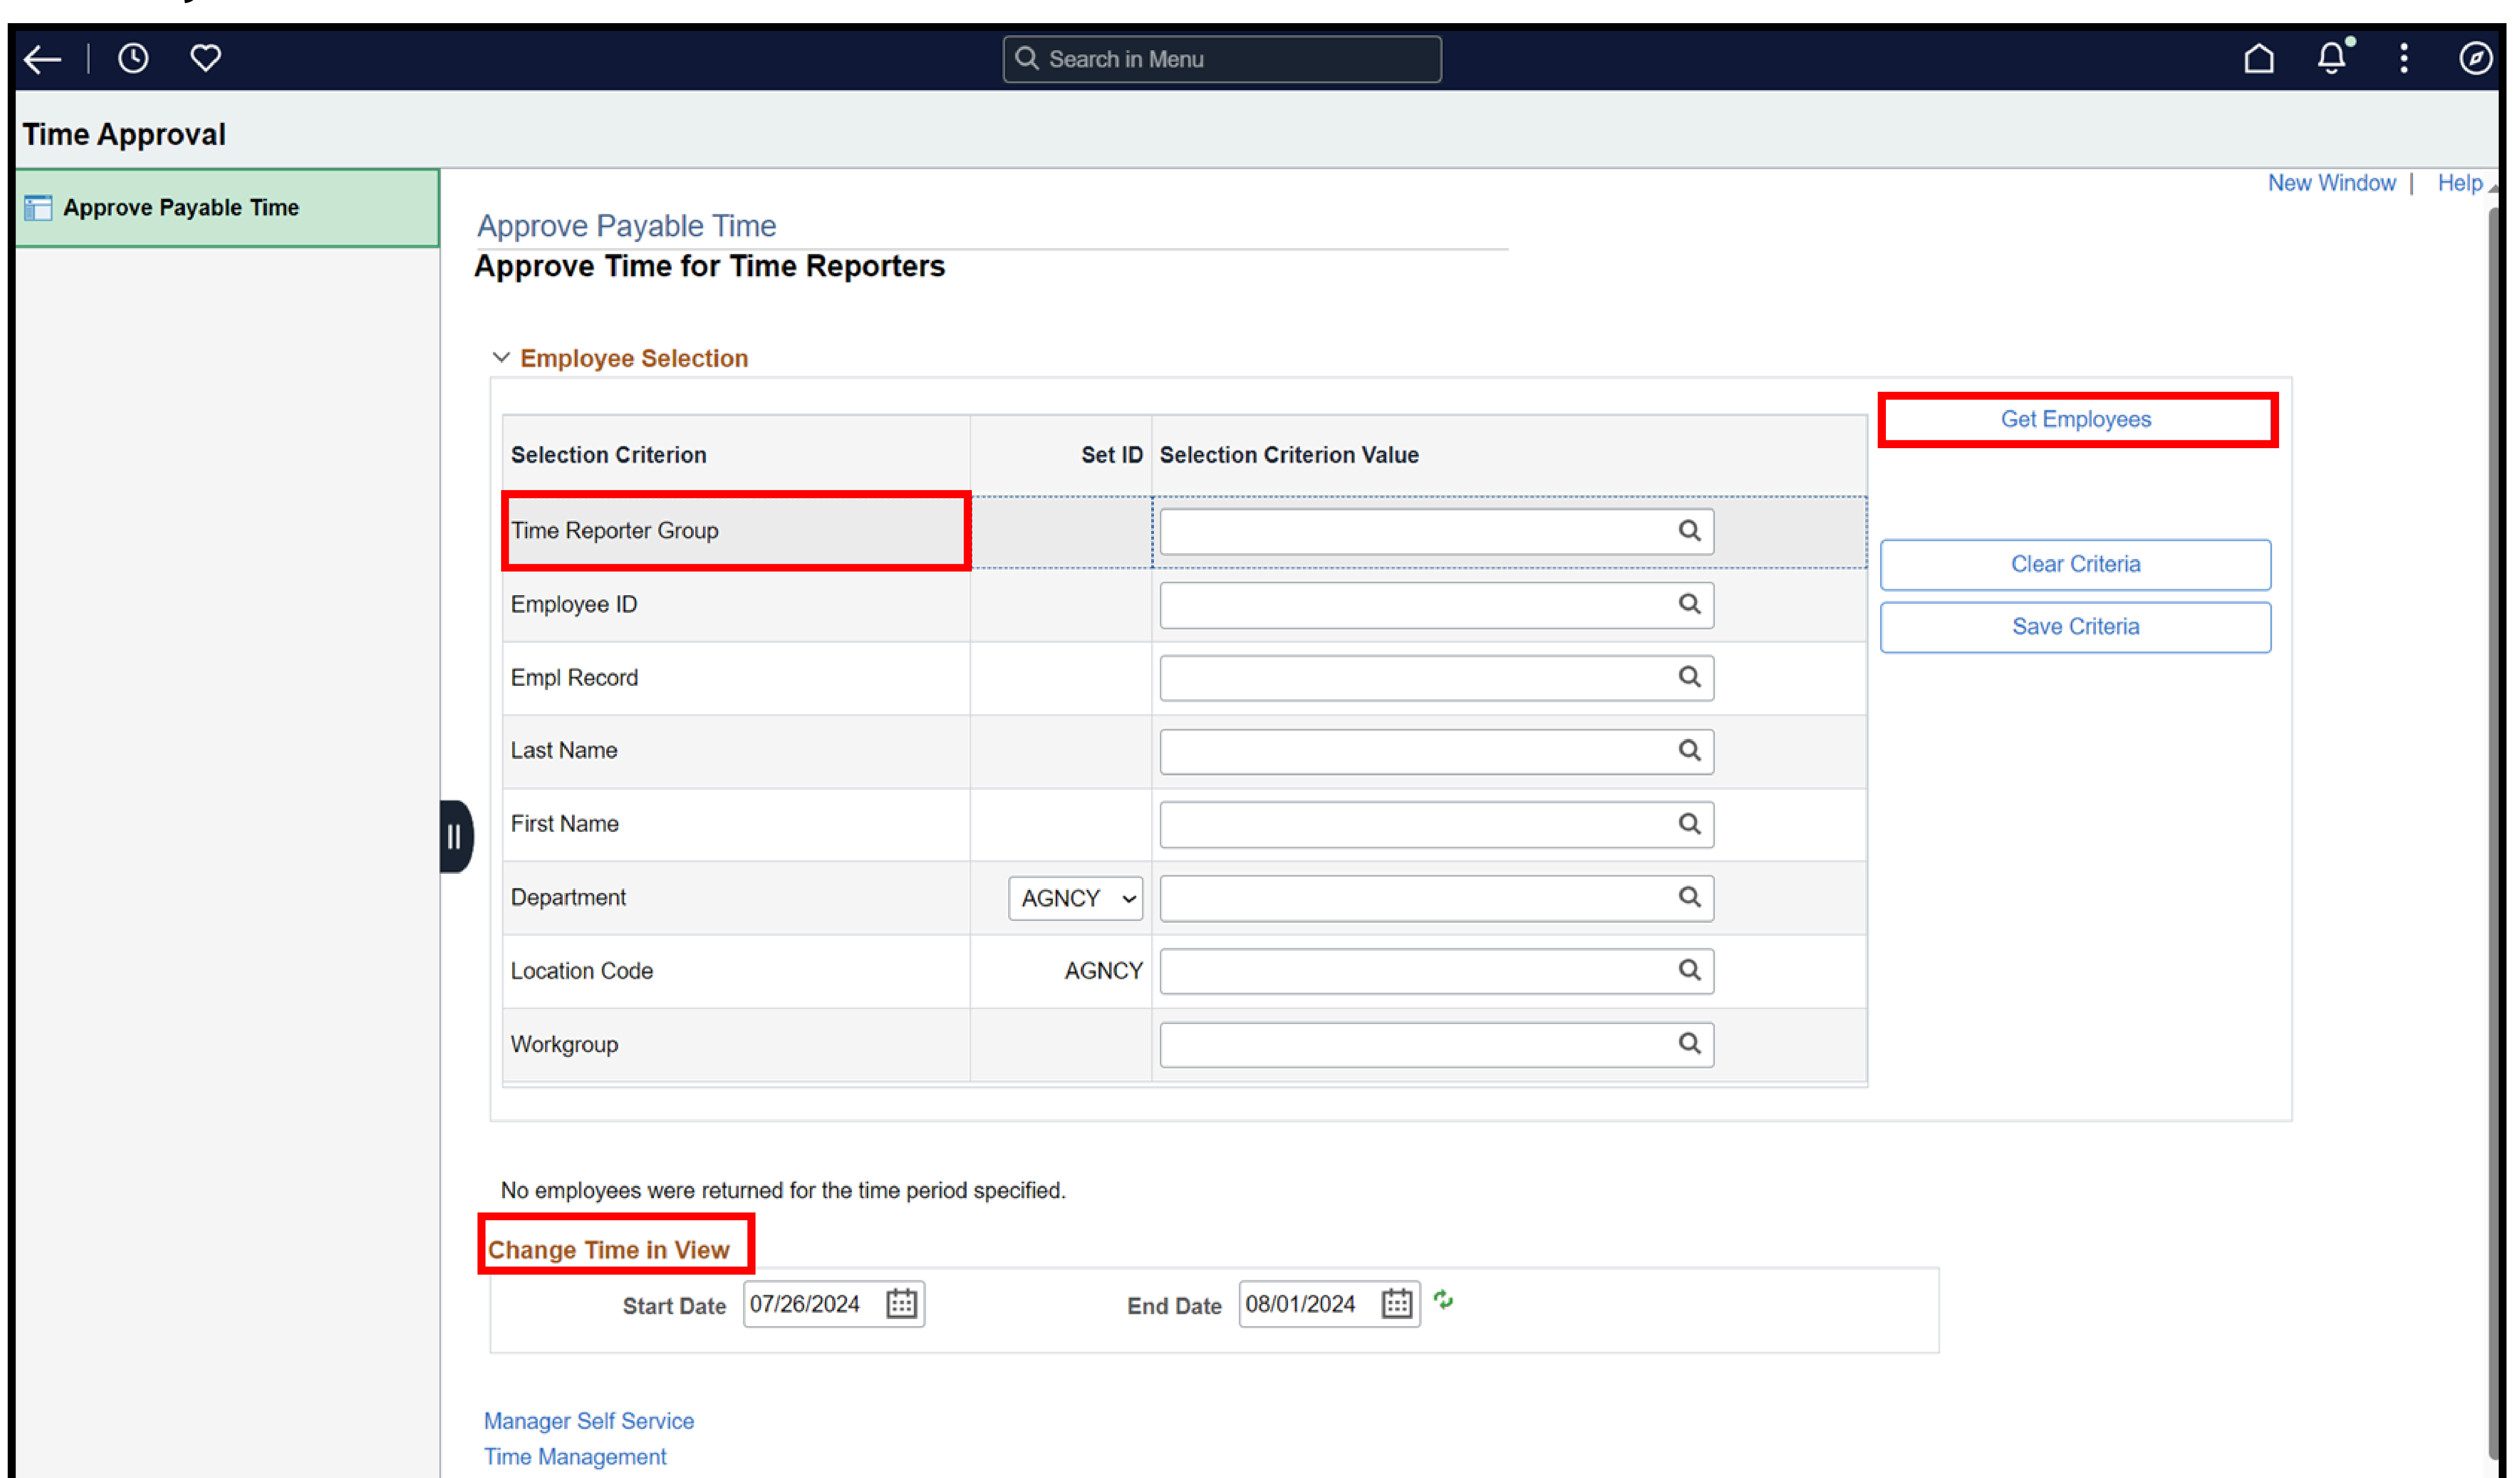 Search in Menu
Time Approval
Approve Payable Time
New Window | Help
Approve Payable Time
Approve Time for Time Reporters
Employee Selection
Get Employees
Selection Criterion Set ID Selection Criterion Value
Time Reporter Group
Clear Criteria
Employee ID
Save Criteria
Empl Record
Last Name
First Name
Department AGNCY
Location Code AGNCY
Workgroup
No employees were returned for the time period specified.
Change Time in View
Start Date 07/26/2024 End Date 08/01/2024
Manager Self Service
Time Management